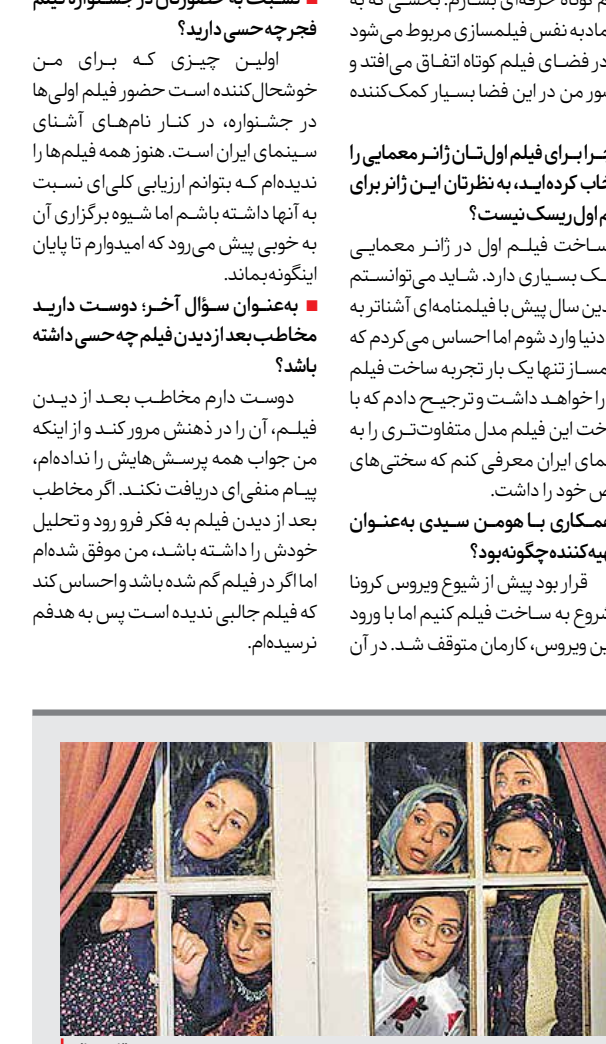 کوتاه حرفه‌ای بسازم. بخشی که به
به نفس فیلمسازی مربوط می‌شود
در فضای فیلم کوتاه اتفاق می‌افتد و
من در این فضا بسیار کمک‌کننده
برای فیلم اول‌تان ژانر معمایی را
کرده‌اید، به نظرتان این ژانر برای
اول ریسک نیست؟
ساخت فیلم اول در ژانر معمایی
بسیاری دارد. شاید می‌توانستم
سال پیش با فیلمنامه‌ای آشناتر به
دنیا وارد شوم اما احساس می‌کردم که
تنها یک بار تجربه ساخت فیلم
را خواهد داشت و ترجیح دادم که با
این فیلم مدل متفاوت‌تری را به
ایران معرفی کنم که سختی‌های
خود را داشت.
همکاری با هومن سیدی به‌عنوان
تهیه‌کننده چگونه بود؟
قرار بود پیش از شیوع ویروس کرونا
شروع به ساخت فیلم کنیم اما با ورود
این ویروس، کارمان متوقف شد. در آن
■ نسبت به حضورتان در جشنواره فیلم
فجر چه حسی دارید؟
اولین چیزی که برای من
خوشحال‌کننده است حضور فیلم اولی‌ها
در جشنواره، در کنار نام‌های آشنای
سینمای ایران است. هنوز همه فیلم‌ها را
ندیده‌ام که بتوانم ارزیابی کلی‌ای نسبت
به آنها داشته باشم اما شیوه برگزاری آن
به خوبی پیش می‌رود که امیدوارم تا پایان
اینگونه بماند.
■ به‌عنوان سؤال آخر؛ دوست دارید
مخاطب بعد از دیدن فیلم چه حسی داشته
باشد؟
دوست دارم مخاطب بعد از دیدن
فیلم، آن را در ذهنش مرور کند و از اینکه
من جواب همه پرسش‌هایش را نداده‌ام،
پیام منفی‌ای دریافت نکند. اگر مخاطب
بعد از دیدن فیلم به فکر فرو رود و تحلیل
خودش را داشته باشد، من موفق شده‌ام
اما اگر در فیلم گم شده باشد و احساس کند
که فیلم جالبی ندیده است پس به هدفم
نرسیده‌ام.